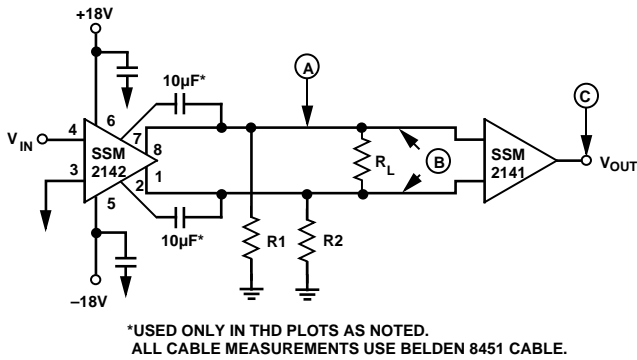 +18V
10µF*
A
6
7
V IN
4
8
SSM
2142
3
1
2
5
10µF*
–18V
R1
R2
R L
B
SSM
2141
C
VOUT
*USED ONLY IN THD PLOTS AS NOTED.
ALL CABLE MEASUREMENTS USE BELDEN 8451 CABLE.